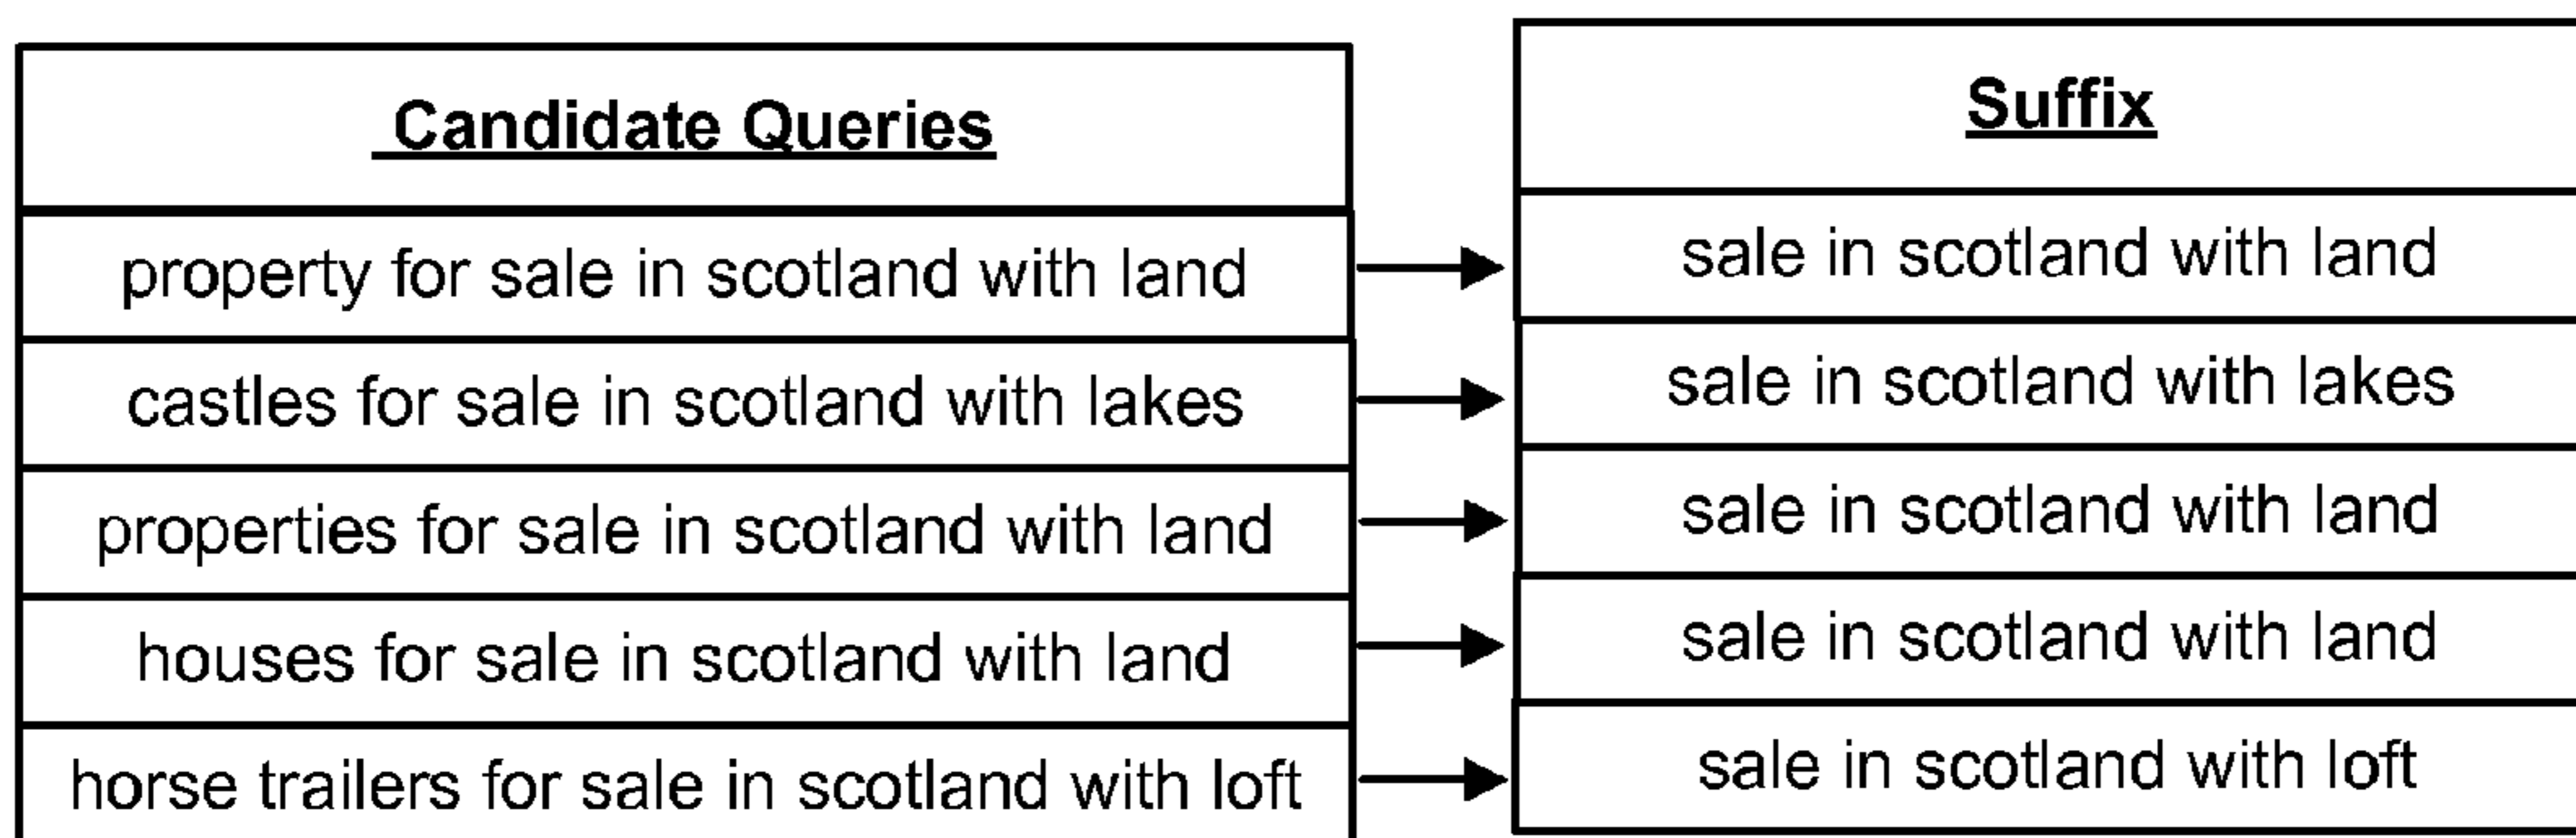 Candidate Queries
property for sale in scotland with land
castles for sale in scotland with lakes
properties for sale in scotland with land
houses for sale in scotland with land
horse trailers for sale in scotland with loft
Suffix
sale in scotland with land
sale in scotland with lakes
sale in scotland with land
sale in scotland with land
sale in scotland with loft